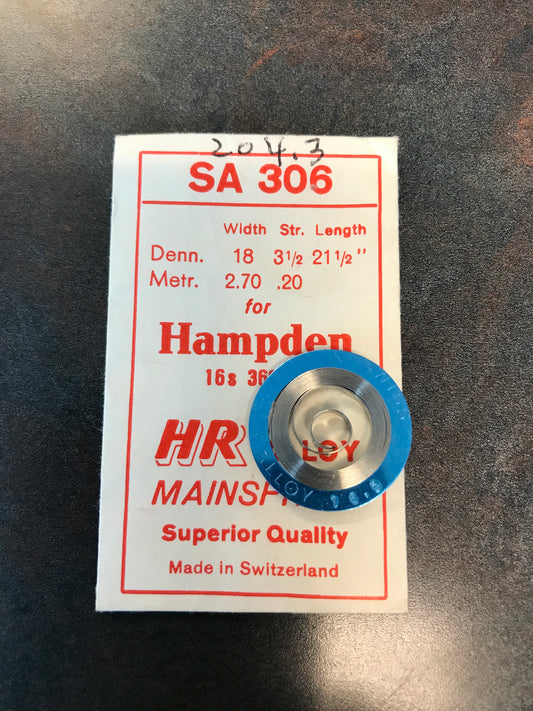 204.3
SA 306
Width Str. Length
Denn. 18 3½ 21½"
Metr. 2.70 .20
for
Hampden
16s
HR LOY
MAINSP
Superior Quality
Made in Switzerland
LLOY